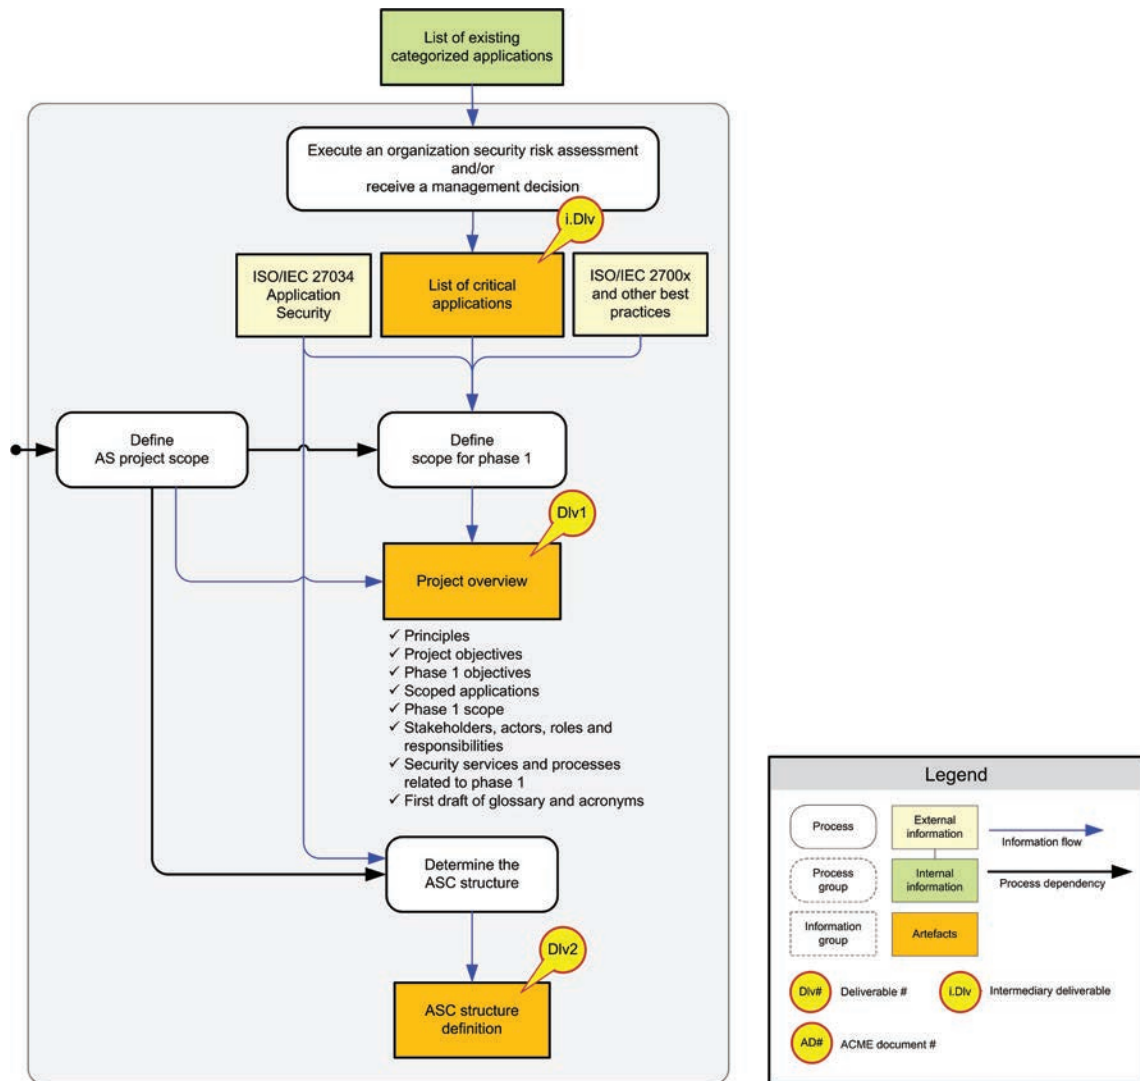 List of existing
categorized applications
Execute an organization security risk assessment
and/or
receive a management decision
i.Dlv
ISO/IEC 27034
Application
Security
List of critical
applications
ISO/IEC 2700x
and other best
practices
Define
AS project scope
Define
scope for phase 1
Dlv1
Project overview
✓ Principles
✓ Project objectives
✓ Phase 1 objectives
✓ Scoped applications
✓ Phase 1 scope
✓ Stakeholders, actors, roles and
responsibilities
✓ Security services and processes
related to phase 1
✓ First draft of glossary and acronyms
Determine the
ASC structure
Dlv2
ASC structure
definition
Legend
Process
External
information
Information flow
Process
group
Internal
information
Process dependency
Information
group
Artefacts
Dlv#
Deliverable #
i.Dlv
Intermediary deliverable
AD#
ACME document #